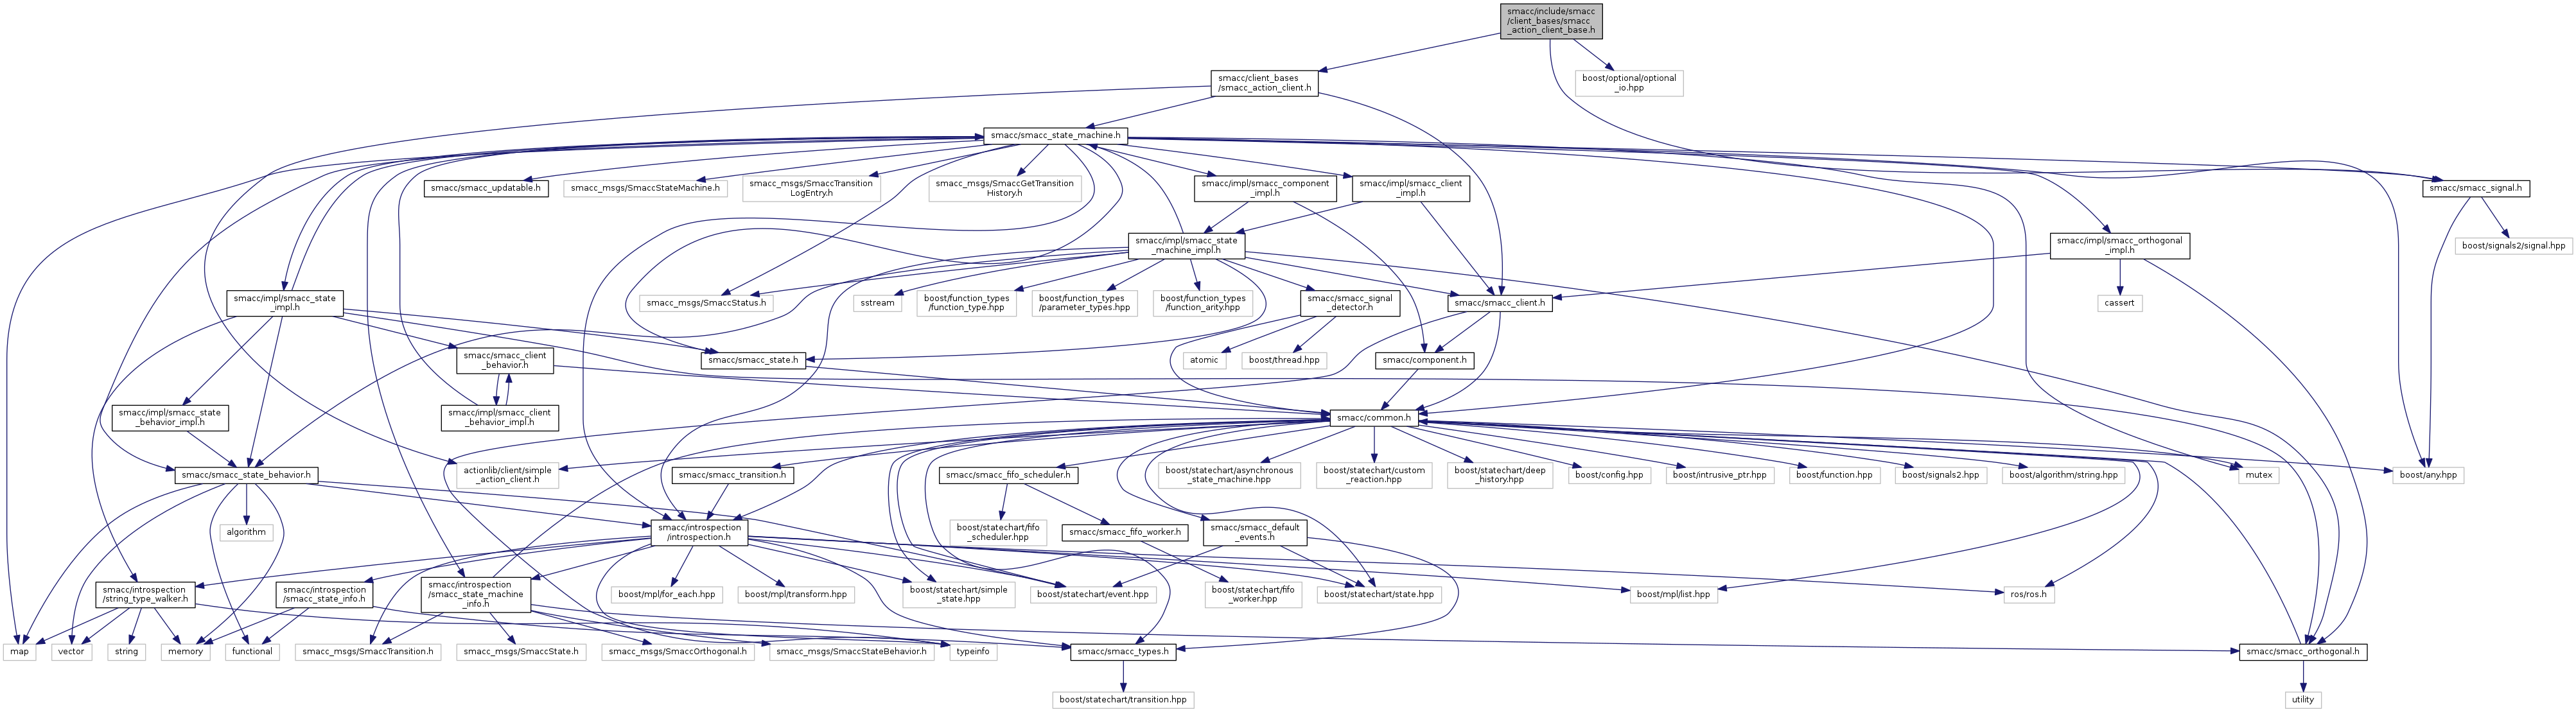 smacc/include/smacc
/client_bases/smacc
_action_client_base.h
smacc/client_bases
/smacc_action_client.h
boost/optional/optional
_io.hpp
smacc/smacc_state_machine.h
smacc/smacc_updatable.h
smacc_msgs/SmaccStateMachine.h
smacc_msgs/SmaccTransition
LogEntry.h
smacc_msgs/SmaccGetTransition
History.h
smacc/impl/smacc_component
_impl.h
smacc/impl/smacc_client
_impl.h
smacc/smacc_signal.h
smacc/impl/smacc_state
_machine_impl.h
smacc/impl/smacc_orthogonal
_impl.h
boost/signals2/signal.hpp
smacc/impl/smacc_state
_impl.h
smacc_msgs/SmaccStatus.h
sstream
boost/function_types
/function_type.hpp
boost/function_types
/parameter_types.hpp
boost/function_types
/function_arity.hpp
smacc/smacc_signal
_detector.h
smacc/smacc_client.h
cassert
smacc/smacc_client
_behavior.h
smacc/smacc_state.h
atomic
boost/thread.hpp
smacc/component.h
smacc/impl/smacc_state
_behavior_impl.h
smacc/impl/smacc_client
_behavior_impl.h
smacc/common.h
smacc/smacc_state_behavior.h
actionlib/client/simple
_action_client.h
smacc/smacc_transition.h
smacc/smacc_fifo_scheduler.h
boost/statechart/asynchronous
_state_machine.hpp
boost/statechart/custom
_reaction.hpp
boost/statechart/deep
_history.hpp
boost/config.hpp
boost/intrusive_ptr.hpp
boost/function.hpp
boost/signals2.hpp
boost/algorithm/string.hpp
mutex
boost/any.hpp
algorithm
smacc/introspection
/introspection.h
boost/statechart/fifo
_scheduler.hpp
smacc/smacc_fifo_worker.h
smacc/smacc_default
_events.h
smacc/introspection
/string_type_walker.h
smacc/introspection
/smacc_state_info.h
smacc/introspection
/smacc_state_machine
_info.h
boost/mpl/for_each.hpp
boost/mpl/transform.hpp
boost/statechart/simple
_state.hpp
boost/statechart/event.hpp
boost/statechart/fifo
_worker.hpp
boost/statechart/state.hpp
boost/mpl/list.hpp
ros/ros.h
map
vector
string
memory
functional
smacc_msgs/SmaccTransition.h
smacc_msgs/SmaccState.h
smacc_msgs/SmaccOrthogonal.h
smacc_msgs/SmaccStateBehavior.h
typeinfo
smacc/smacc_types.h
smacc/smacc_orthogonal.h
boost/statechart/transition.hpp
utility